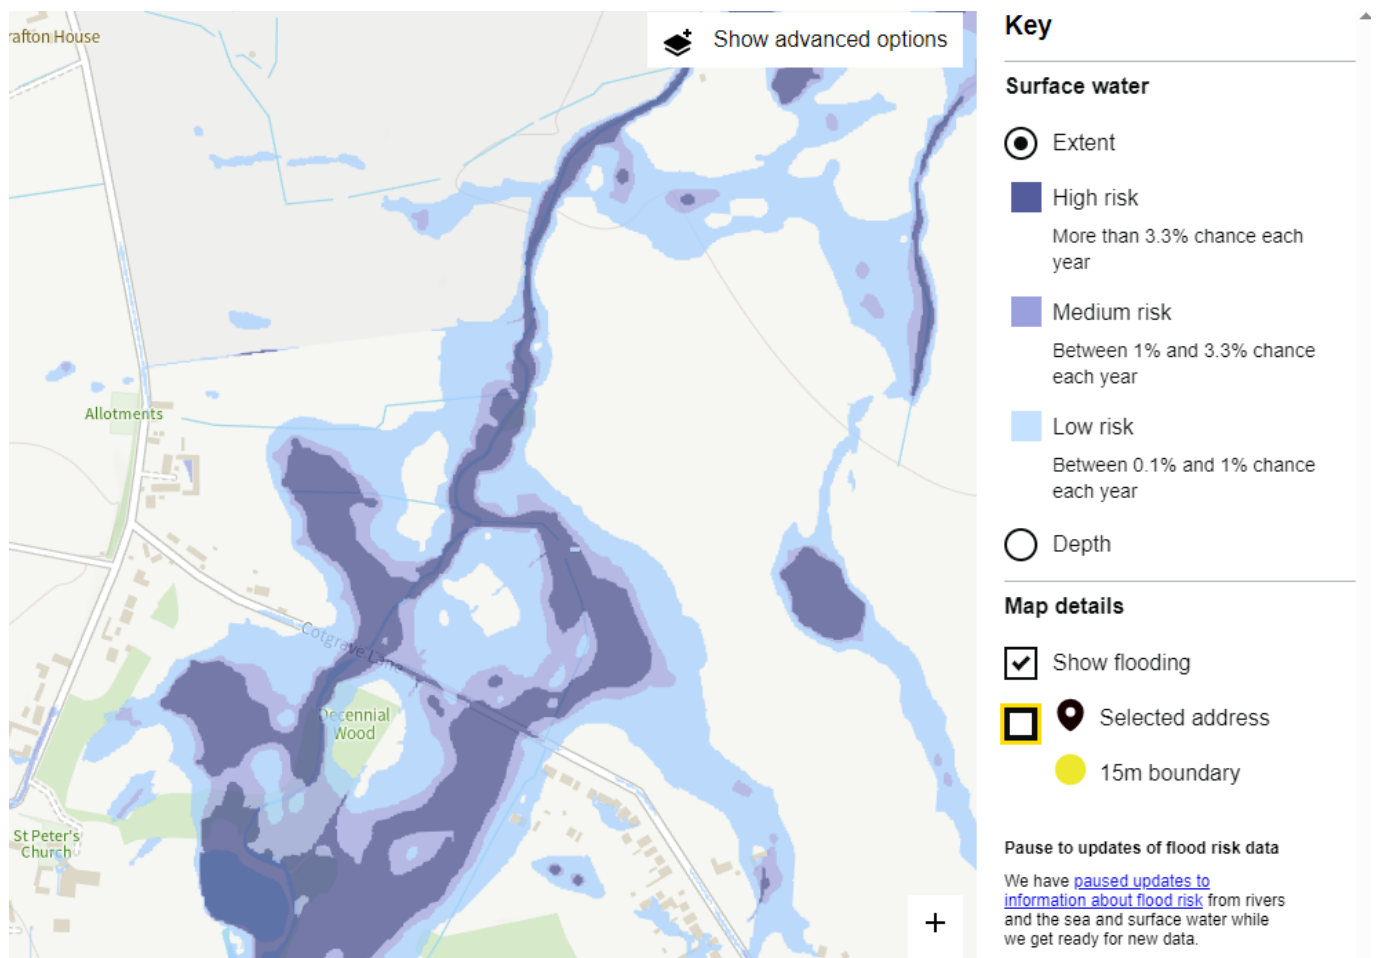 rafton House
Show advanced options
Allotments
Cotgrave Lane
Decennial
Wood
St Peter's
Church
+
Key
Surface water
Extent
High risk
More than 3.3% chance each
year
Medium risk
Between 1% and 3.3% chance
each year
Low risk
Between 0.1% and 1% chance
each year
Depth
Map details
Show flooding
Selected address
15m boundary
Pause to updates of flood risk data
We have paused updates to
information about flood risk from rivers
and the sea and surface water while
we get ready for new data.